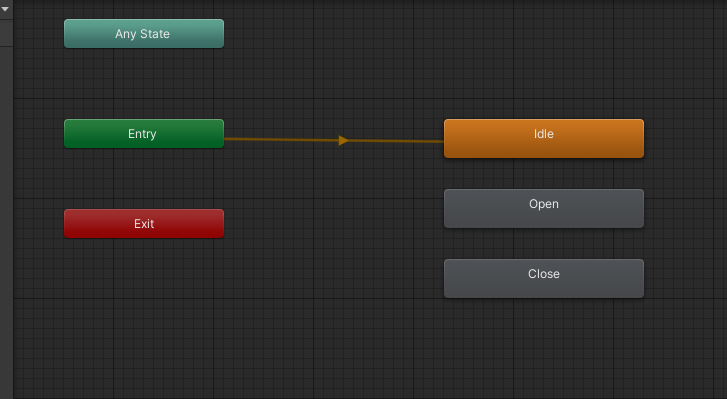 Any State
Entry
Idle
Open
Exit
Close